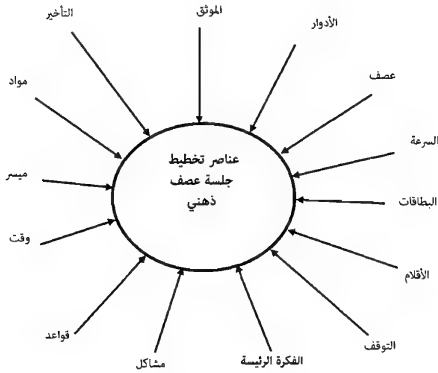 الموثق
التأخير
الأدوار
مواد
عصف
السرعة
عناصر تخطيط
جلسة عصف
ذهني
ميسر
البطاقات
وقت
الأقلام
قواعد
التوقف
مشاكل
الفكرة الرئيسة